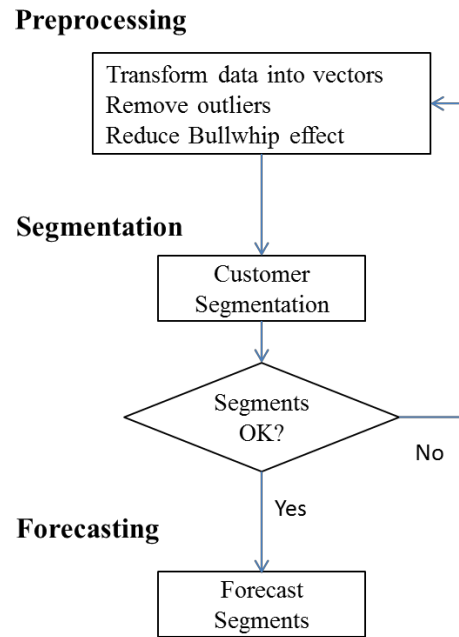 Preprocessing
Transform data into vectors
Remove outliers
Reduce Bullwhip effect
Segmentation
Customer
Segmentation
Segments
OK?
No
Yes
Forecasting
Forecast
Segments